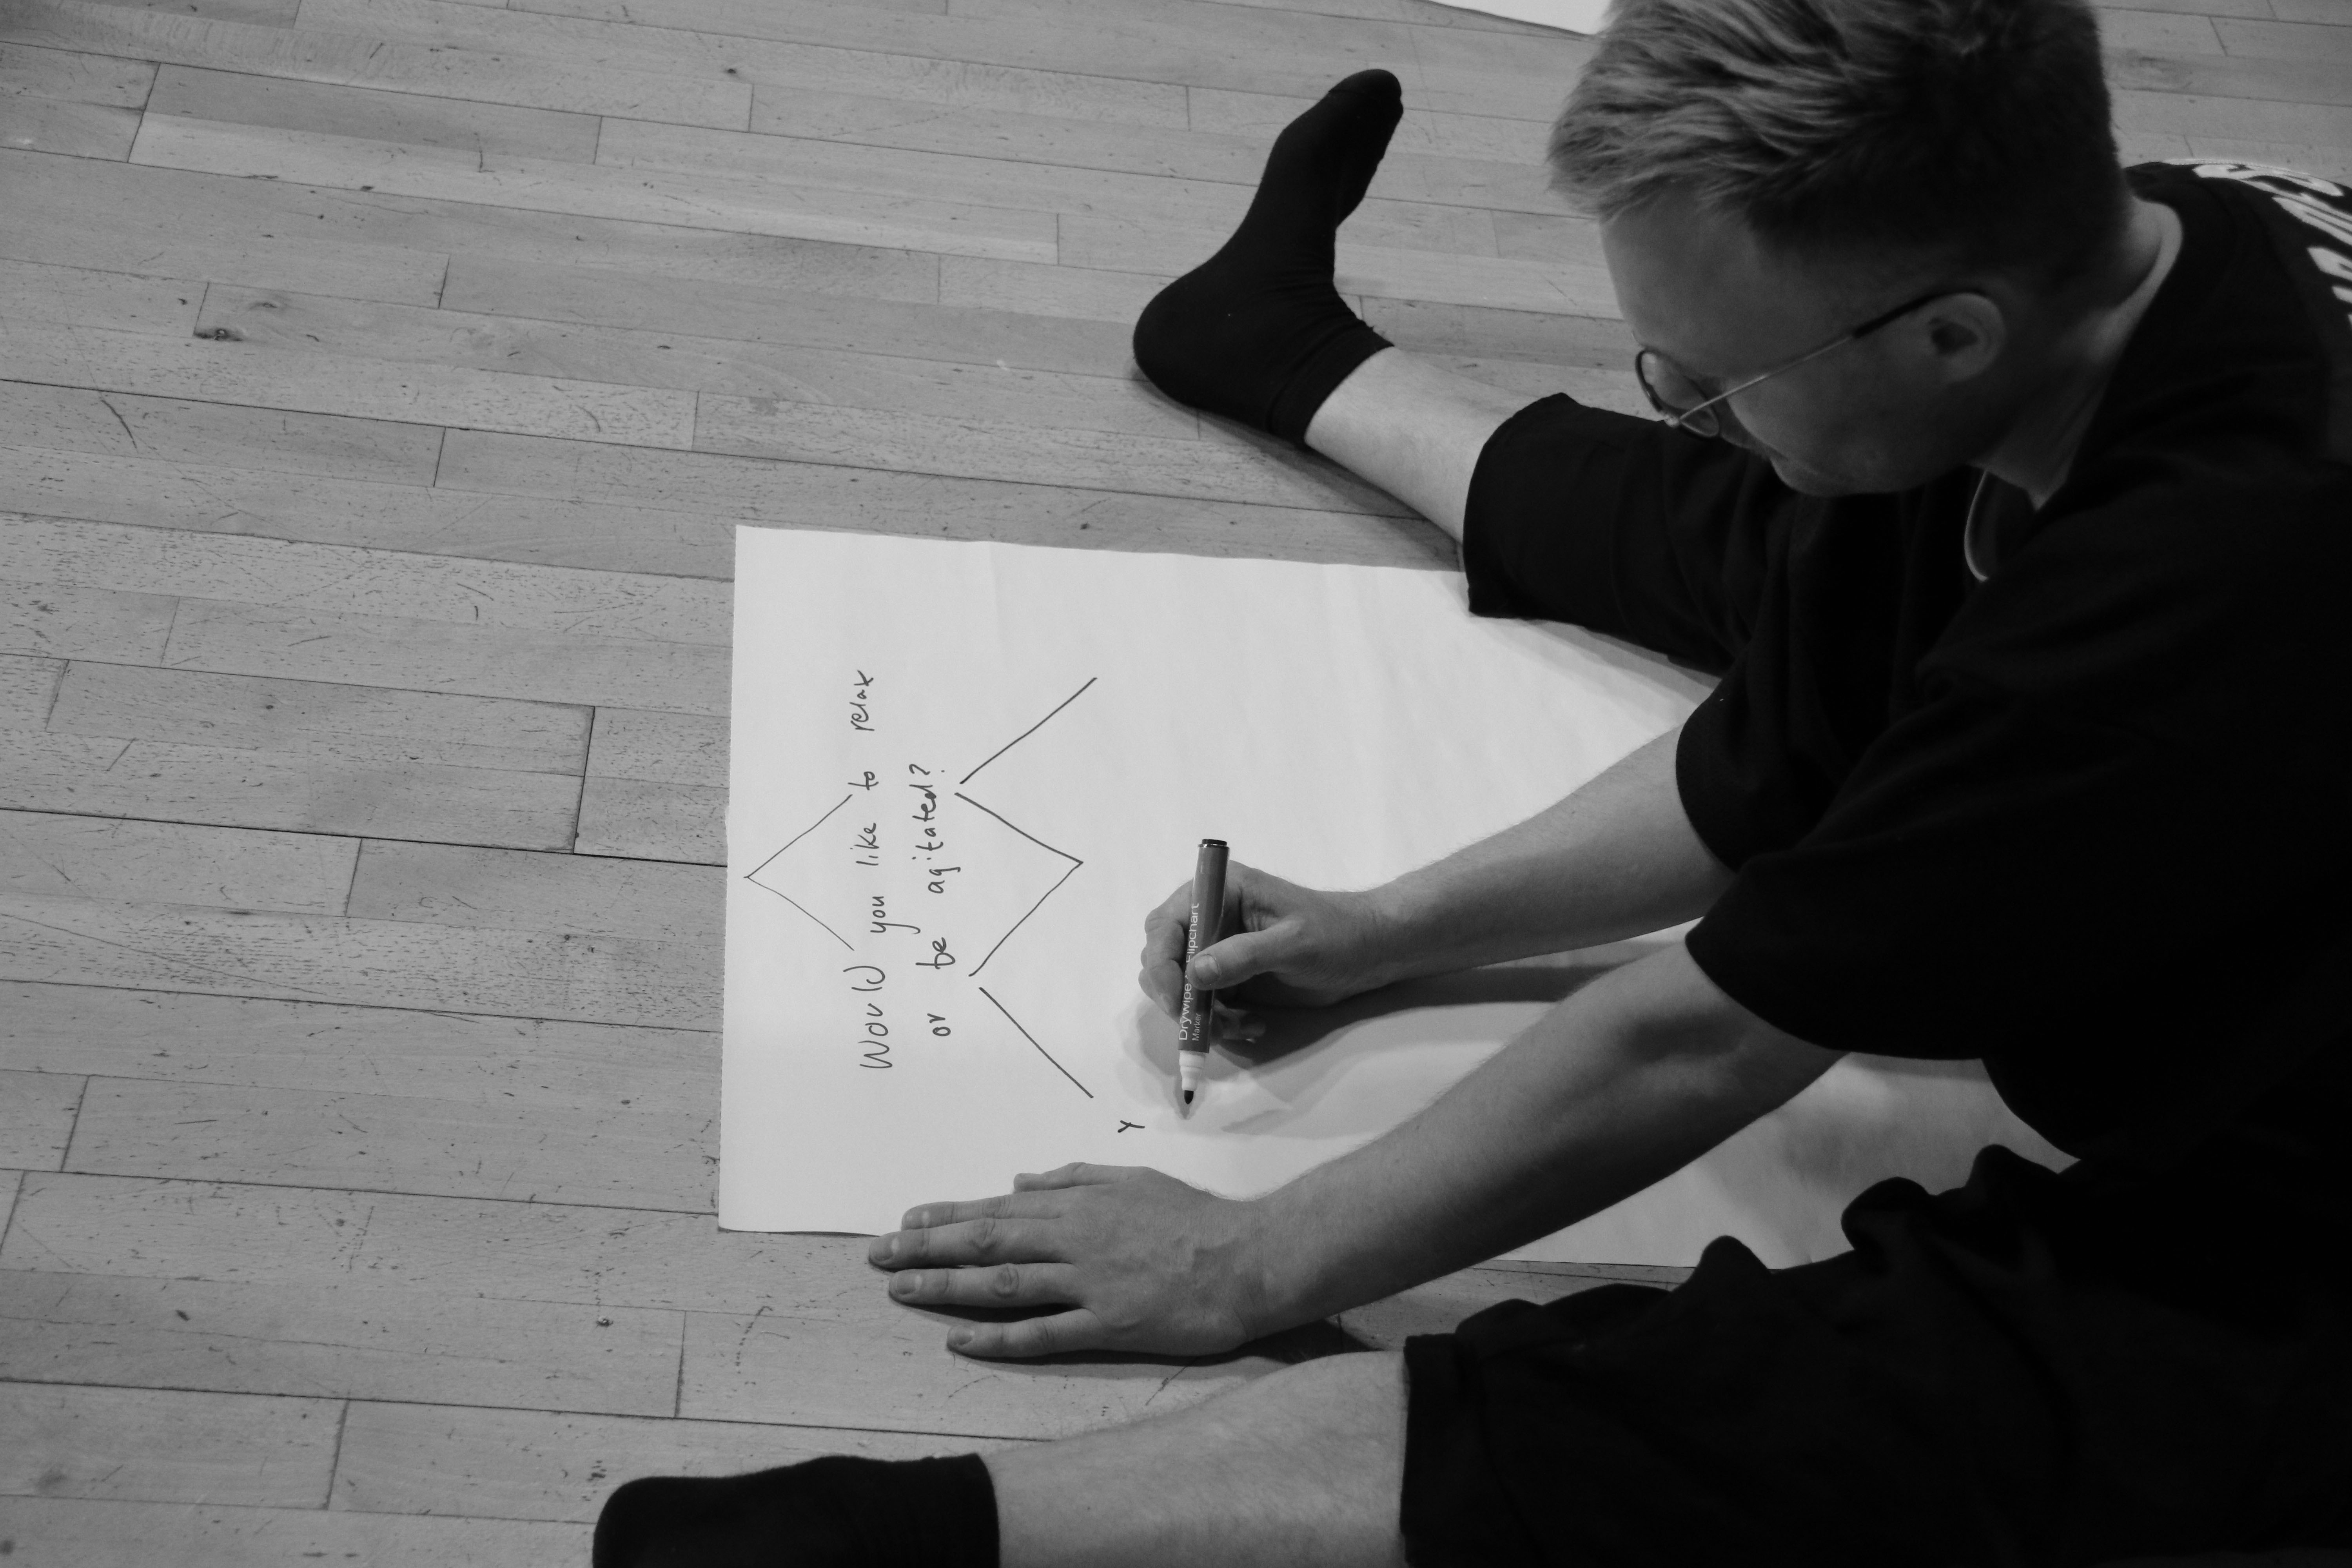 Would you like to relax
or be agitated?
Y
Drywipe
Flipchart
Marker